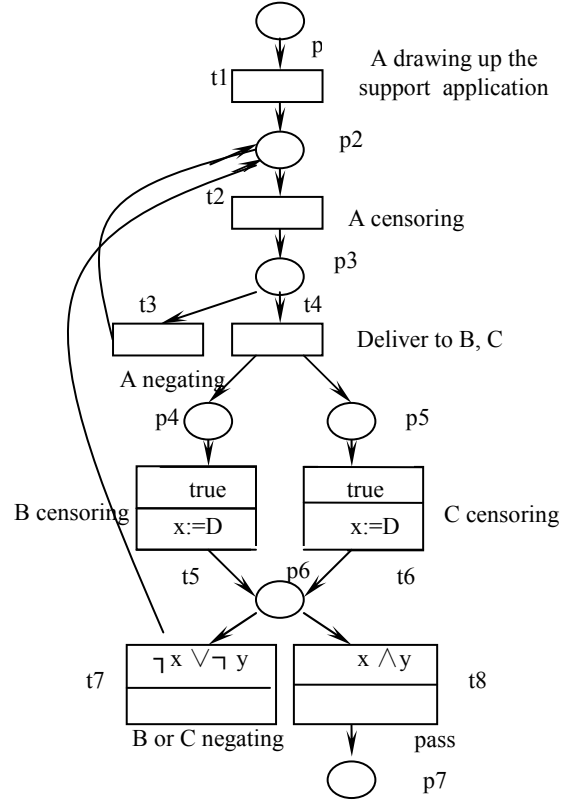 p
t1
A drawing up the
support application
p2
t2
A censoring
p3
t3
t4
Deliver to B, C
A negating
p4
p5
true
true
B censoring
x:=D
x:=D
C censoring
t5
p6
t6
┐x ∨┐ y
x ∧y
t7
t8
B or C negating
pass
p7